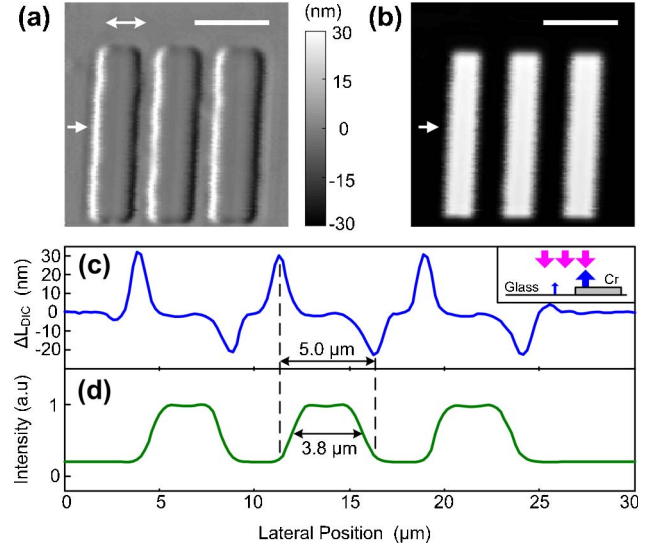 (a)
(nm)
30
15
0
-15
-30
(b)
(c)
ΔL_DIC (nm)
30
20
10
0
-10
-20
Glass
Cr
5.0 µm
(d)
Intensity (a.u)
1
0
3.8 µm
0 5 10 15 20 25 30
Lateral Position (µm)